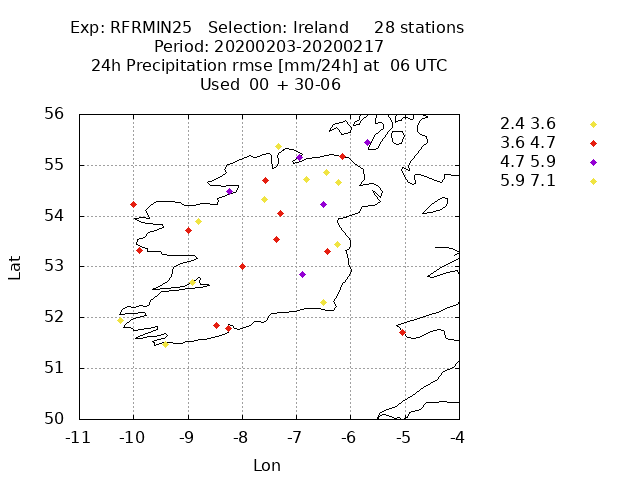 Exp: RFRMIN25 Selection: Ireland 28 stations
Period: 20200203-20200217
24h Precipitation rmse [mm/24h] at 06 UTC
Used 00 + 30-06
2.4 3.6
3.6 4.7
4.7 5.9
5.9 7.1
56
55
54
53
52
51
50
-11 -10 -9 -8 -7 -6 -5 -4
Lat
Lon